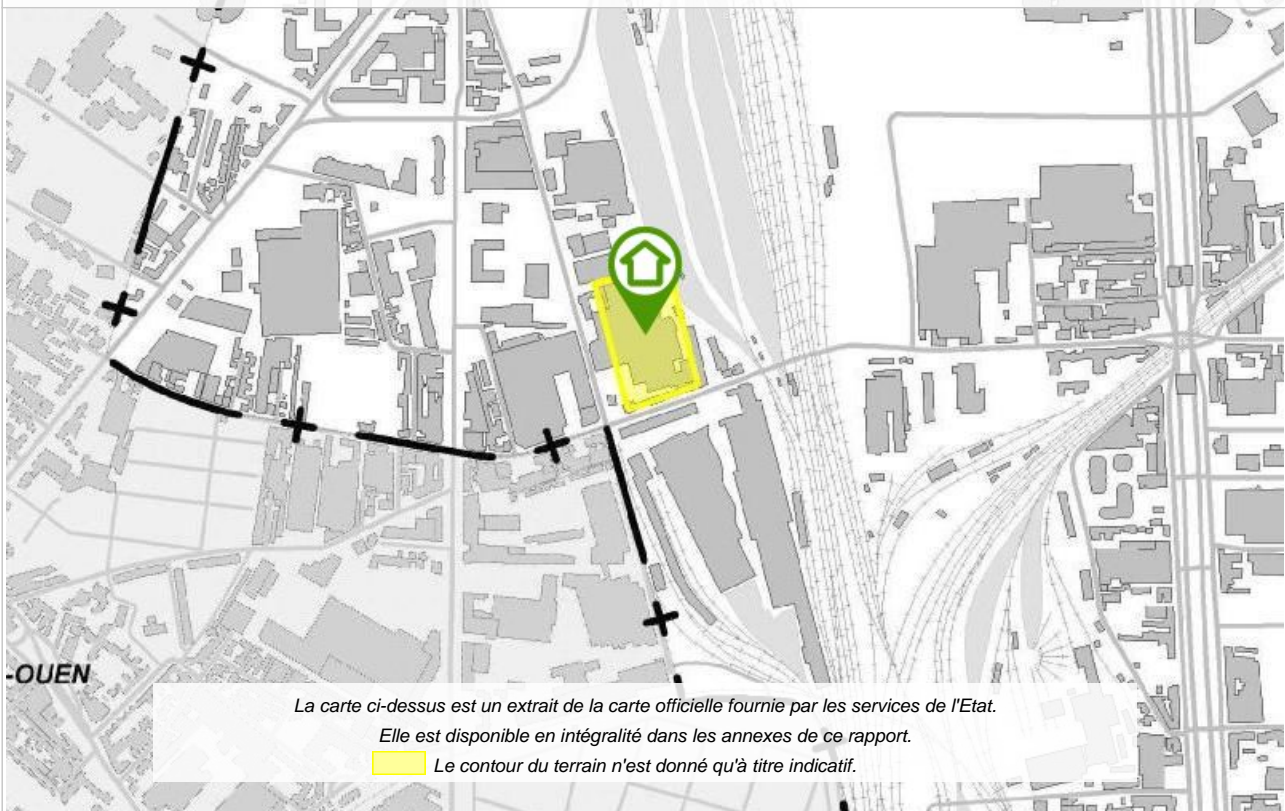 -OUEN
La carte ci-dessus est un extrait de la carte officielle fournie par les services de l'Etat.
Elle est disponible en intégralité dans les annexes de ce rapport.
Le contour du terrain n'est donné qu'à titre indicatif.